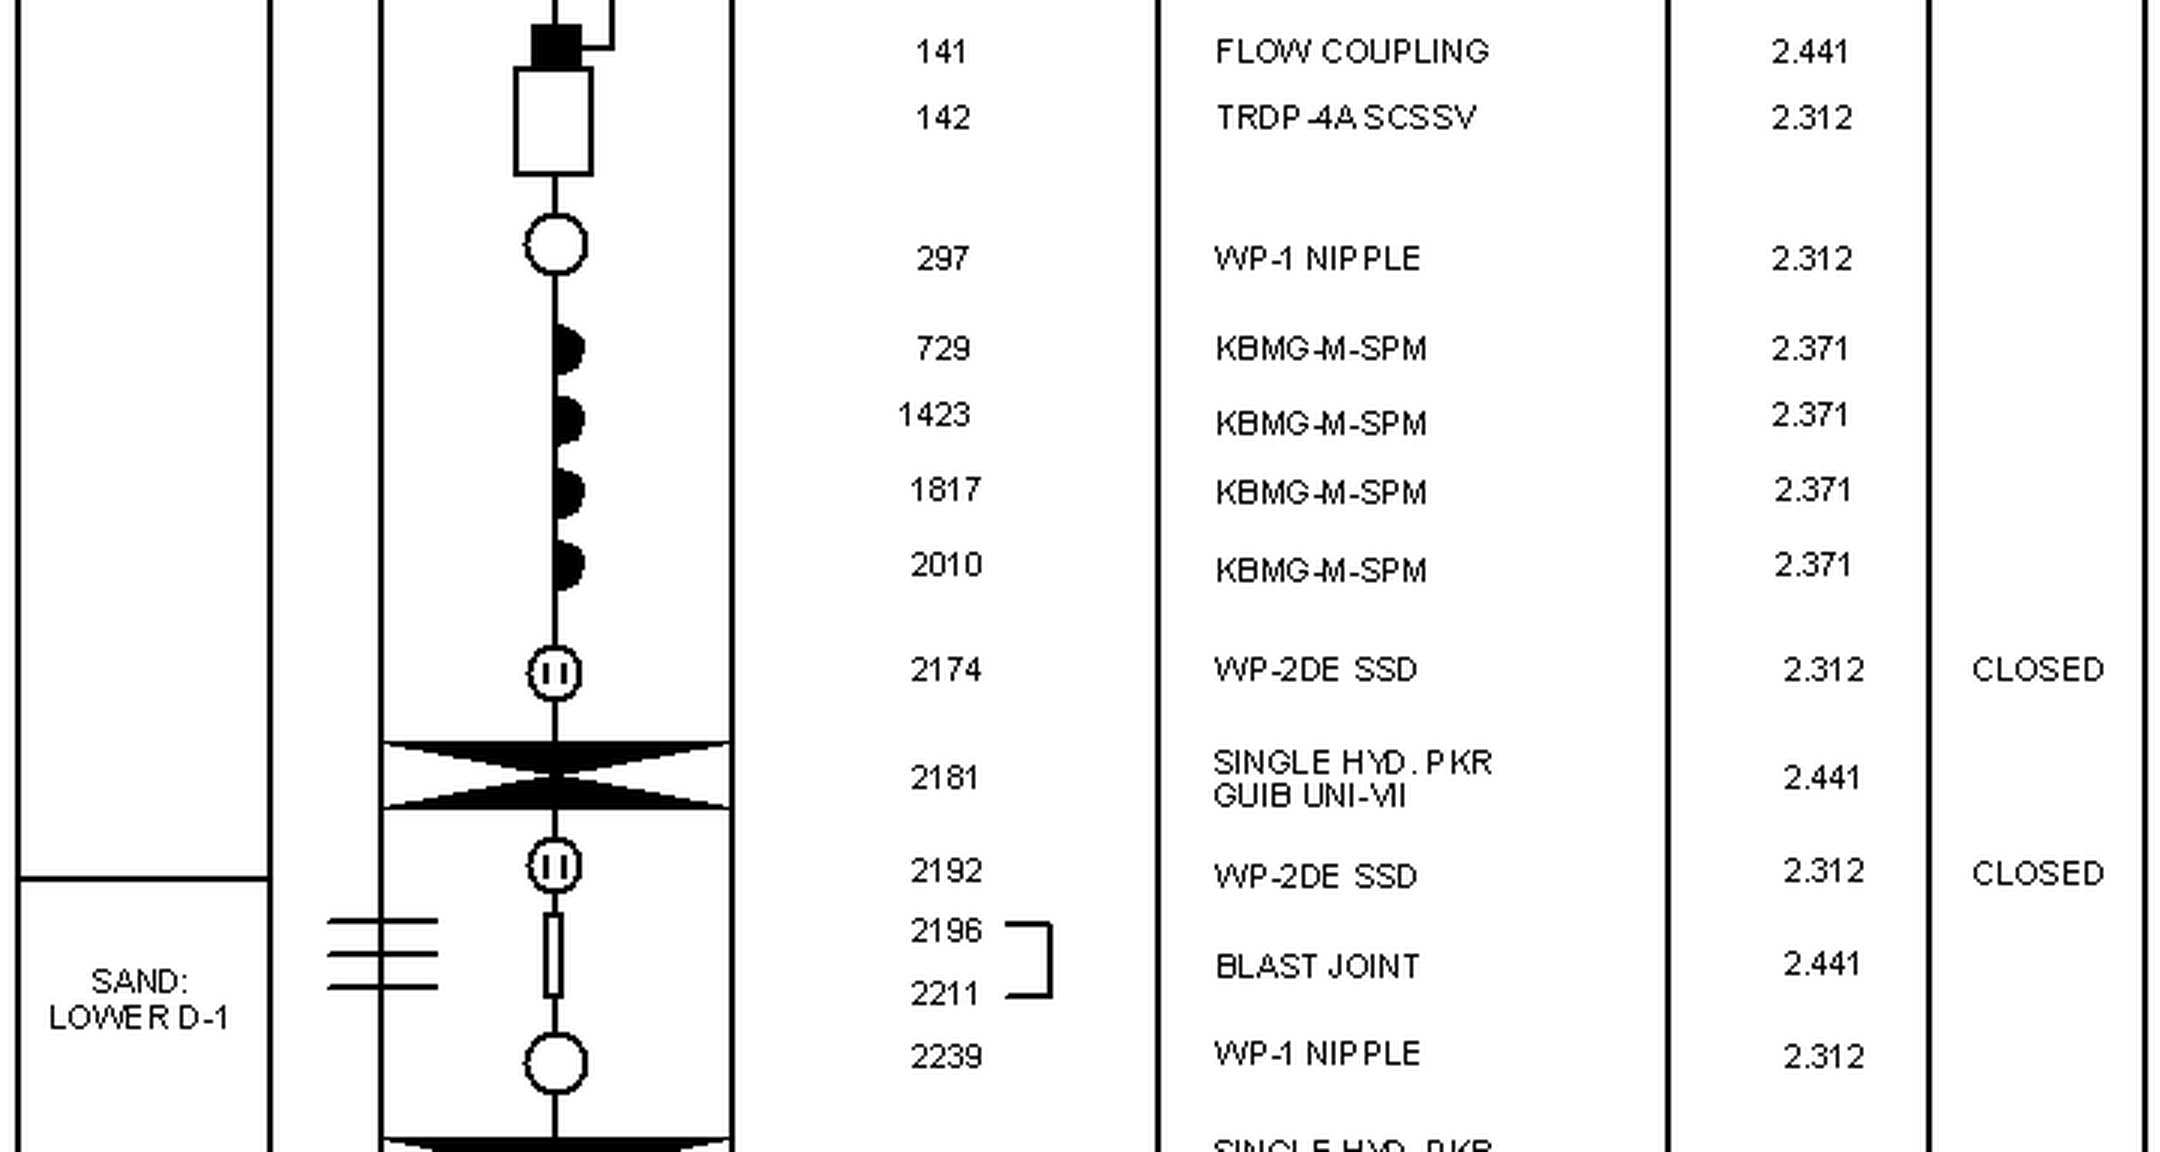 141 FLOW COUPLING 2.441
142 TRDP-4A SCSSV 2.312
297 WP-1 NIPPLE 2.312
729 KBMG-M-SPM 2.371
1423 KBMG-M-SPM 2.371
1817 KBMG-M-SPM 2.371
2010 KBMG-M-SPM 2.371
2174 WP-2DE SSD 2.312 CLOSED
SINGLE HYD. PKR
2181 GUIB UNI-VII 2.441
2192 WP-2DE SSD 2.312 CLOSED
2196
BLAST JOINT 2.441
2211
SAND:
LOWER D-1
2239 WP-1 NIPPLE 2.312
SINGLE HYD. PKR